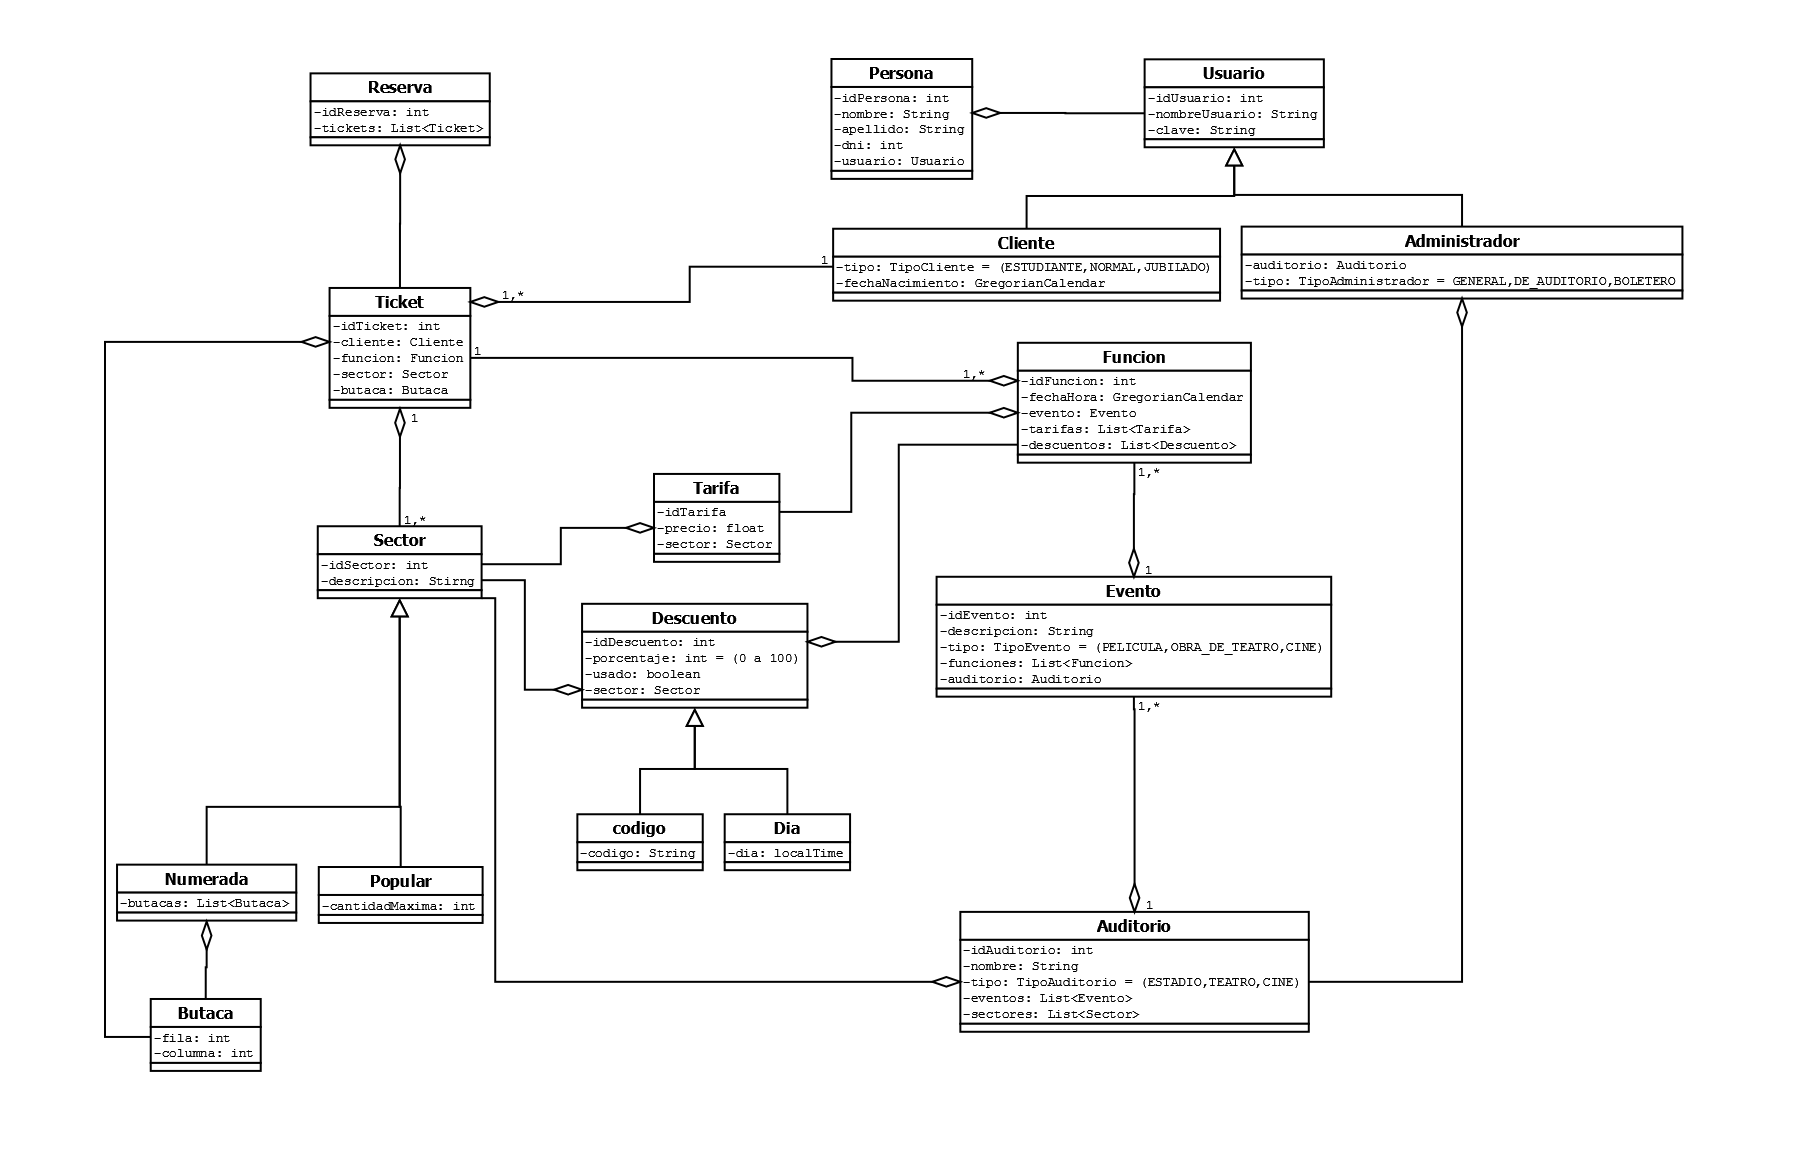 Reserva
-idReserva: int
-tickets: List<Ticket>
Persona
-idPersona: int
-nombre: String
-apellido: String
-dni: int
-usuario: Usuario
Usuario
-idUsuario: int
-nombreUsuario: String
-clave: String
Cliente
-tipo: TipoCliente = (ESTUDIANTE,NORMAL,JUBILADO)
-fechaNacimiento: GregorianCalendar
1
1,*
Administrador
-auditorio: Auditorio
-tipo: TipoAdministrador = GENERAL,DE_AUDITORIO,BOLETERO
Ticket
-idTicket: int
-cliente: Cliente
-funcion: Funcion
-sector: Sector
-butaca: Butaca
1
1
1,*
Funcion
-idFuncion: int
-fechaHora: GregorianCalendar
-evento: Evento
-tarifas: List<Tarifa>
-descuentos: List<Descuento>
1,*
Tarifa
-idTarifa
-precio: float
-sector: Sector
1,*
Sector
-idSector: int
-descripcion: Stirng
Descuento
-idDescuento: int
-porcentaje: int = (0 a 100)
-usado: boolean
-sector: Sector
1
Evento
-idEvento: int
-descripcion: String
-tipo: TipoEvento = (PELICULA,OBRA_DE_TEATRO,CINE)
-funciones: List<Funcion>
-auditorio: Auditorio
1,*
codigo
-codigo: String
Dia
-dia: localTime
Numerada
-butacas: List<Butaca>
Popular
-cantidadMaxima: int
1
Auditorio
-idAuditorio: int
-nombre: String
-tipo: TipoAuditorio = (ESTADIO,TEATRO,CINE)
-eventos: List<Evento>
-sectores: List<Sector>
Butaca
-fila: int
-columna: int